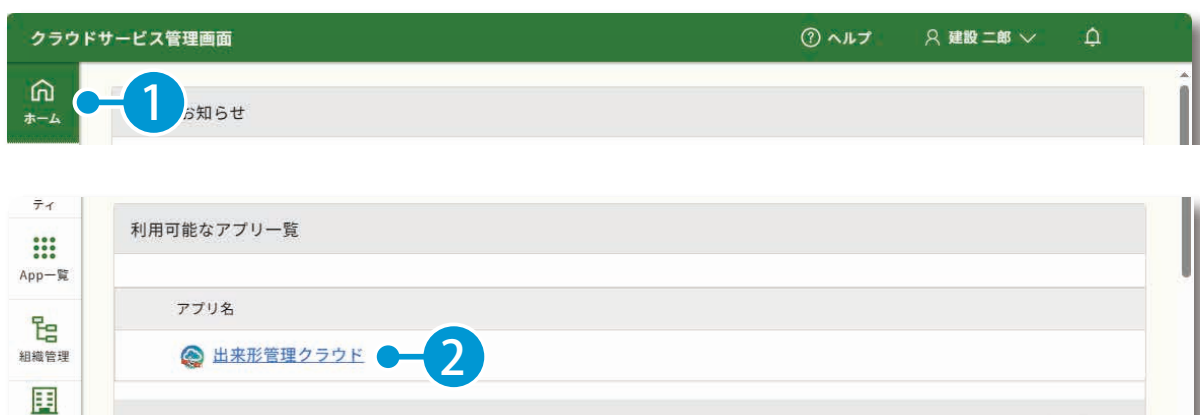 クラウドサービス管理画面
ヘルプ
建設 二郎
ホーム
1
お知らせ
ティ
利用可能なアプリ一覧
App一覧
アプリ名
組織管理
出来形管理クラウド
2